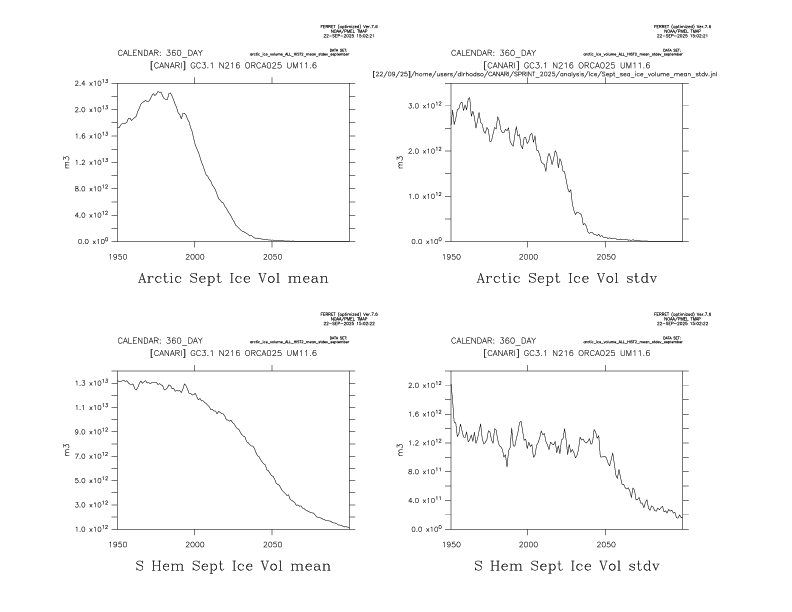 FERRET (optimized) Ver.7.6
NOAA/PMEL TMAP
22-SEP-2025 15:02:21
DATA SET:
CALENDAR: 360_DAY
arctic_ice_volume_ALL_HIST2_mean_stdev_september
[CANARI] GC3.1 N216 ORCA025 UM11.6
2.4 x10^13
2.0 x10^13
1.6 x10^13
1.2 x10^13
8.0 x10^12
4.0 x10^12
0.0 x10^0
m3
1950 2000 2050
Arctic Sept Ice Vol mean
FERRET (optimized) Ver.7.6
NOAA/PMEL TMAP
22-SEP-2025 15:02:21
DATA SET:
CALENDAR: 360_DAY
arctic_ice_volume_ALL_HIST2_mean_stdev_september
[CANARI] GC3.1 N216 ORCA025 UM11.6
[22/09/25]/home/users/dlrhodso/CANARI/SPRINT_2025/analysis/Ice/Sept_sea_ice_volume_mean_stdv.jnl
3.0 x10^12
2.0 x10^12
1.0 x10^12
0.0 x10^0
m3
1950 2000 2050
Arctic Sept Ice Vol stdv
FERRET (optimized) Ver.7.6
NOAA/PMEL TMAP
22-SEP-2025 15:02:22
DATA SET:
CALENDAR: 360_DAY
arctic_ice_volume_ALL_HIST2_mean_stdev_september
[CANARI] GC3.1 N216 ORCA025 UM11.6
1.3 x10^13
1.1 x10^13
9.0 x10^12
7.0 x10^12
5.0 x10^12
3.0 x10^12
1.0 x10^12
m3
1950 2000 2050
S Hem Sept Ice Vol mean
FERRET (optimized) Ver.7.6
NOAA/PMEL TMAP
22-SEP-2025 15:02:22
DATA SET:
CALENDAR: 360_DAY
arctic_ice_volume_ALL_HIST2_mean_stdev_september
[CANARI] GC3.1 N216 ORCA025 UM11.6
2.0 x10^12
1.6 x10^12
1.2 x10^12
8.0 x10^11
4.0 x10^11
0.0 x10^0
m3
1950 2000 2050
S Hem Sept Ice Vol stdv